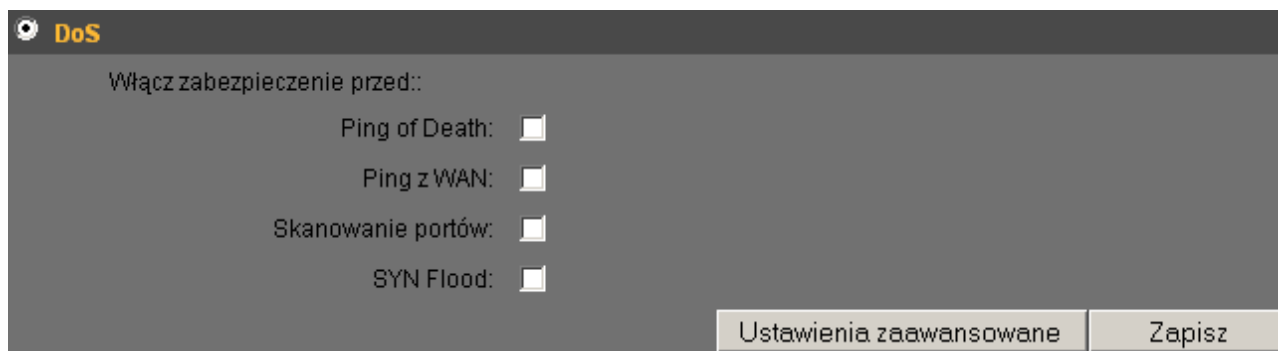 DoS
Włącz zabezpieczenie przed::
Ping of Death:
Ping z WAN:
Skanowanie portów:
SYN Flood:
Ustawienia zaawansowane Zapisz